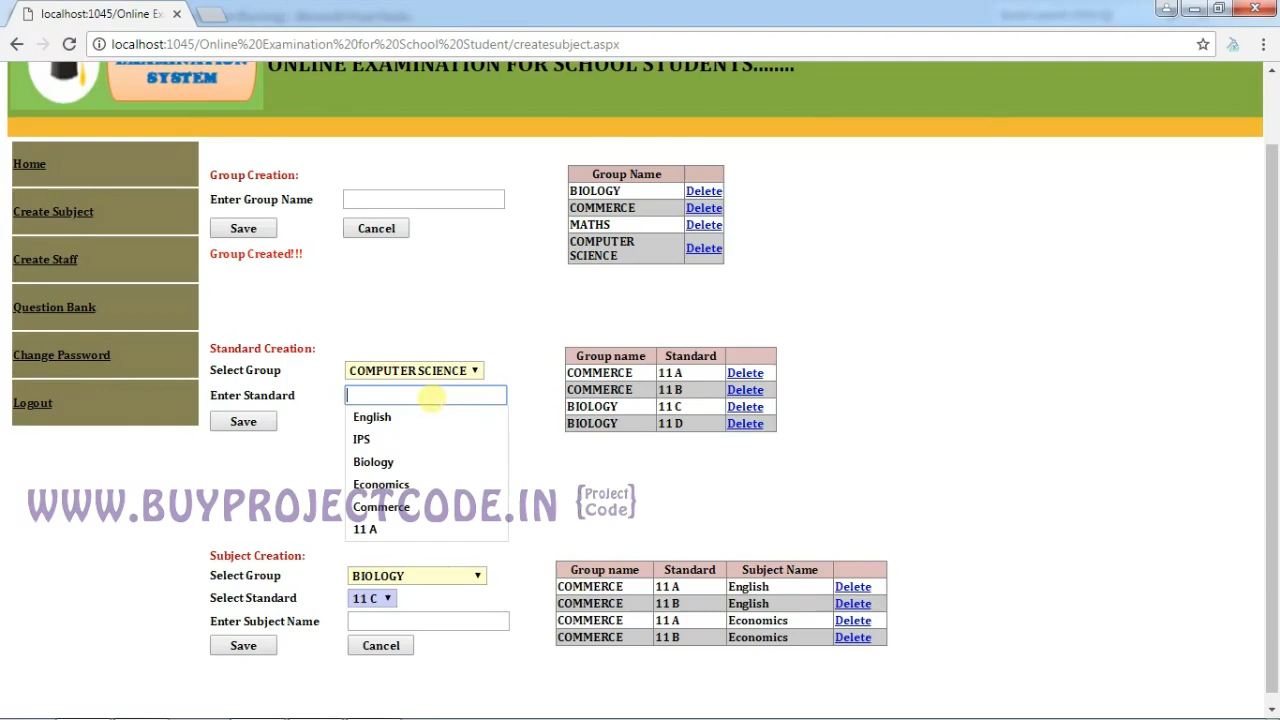 localhost:1045/Online Ex
localhost:1045/Online%20Examination%20for%20School%20Student/createsubject.aspx
EXAMINATION
SYSTEM
ONLINE EXAMINATION FOR SCHOOL STUDENTS........
Home
Create Subject
Create Staff
Question Bank
Change Password
Logout
Group Creation:
Enter Group Name
Save Cancel
Group Created!!!
Group Name
BIOLOGY Delete
COMMERCE Delete
MATHS Delete
COMPUTER
SCIENCE Delete
Standard Creation:
Select Group COMPUTER SCIENCE
Enter Standard
Save
English
IPS
Biology
Economics
Commerce
11 A
Group name Standard
COMMERCE 11 A Delete
COMMERCE 11 B Delete
BIOLOGY 11 C Delete
BIOLOGY 11 D Delete
WWW.BUYPROJECTCODE.IN {Project
Code}
Subject Creation:
Select Group BIOLOGY
Select Standard 11 C
Enter Subject Name
Save Cancel
Group name Standard Subject Name
COMMERCE 11 A English Delete
COMMERCE 11 B English Delete
COMMERCE 11 A Economics Delete
COMMERCE 11 B Economics Delete